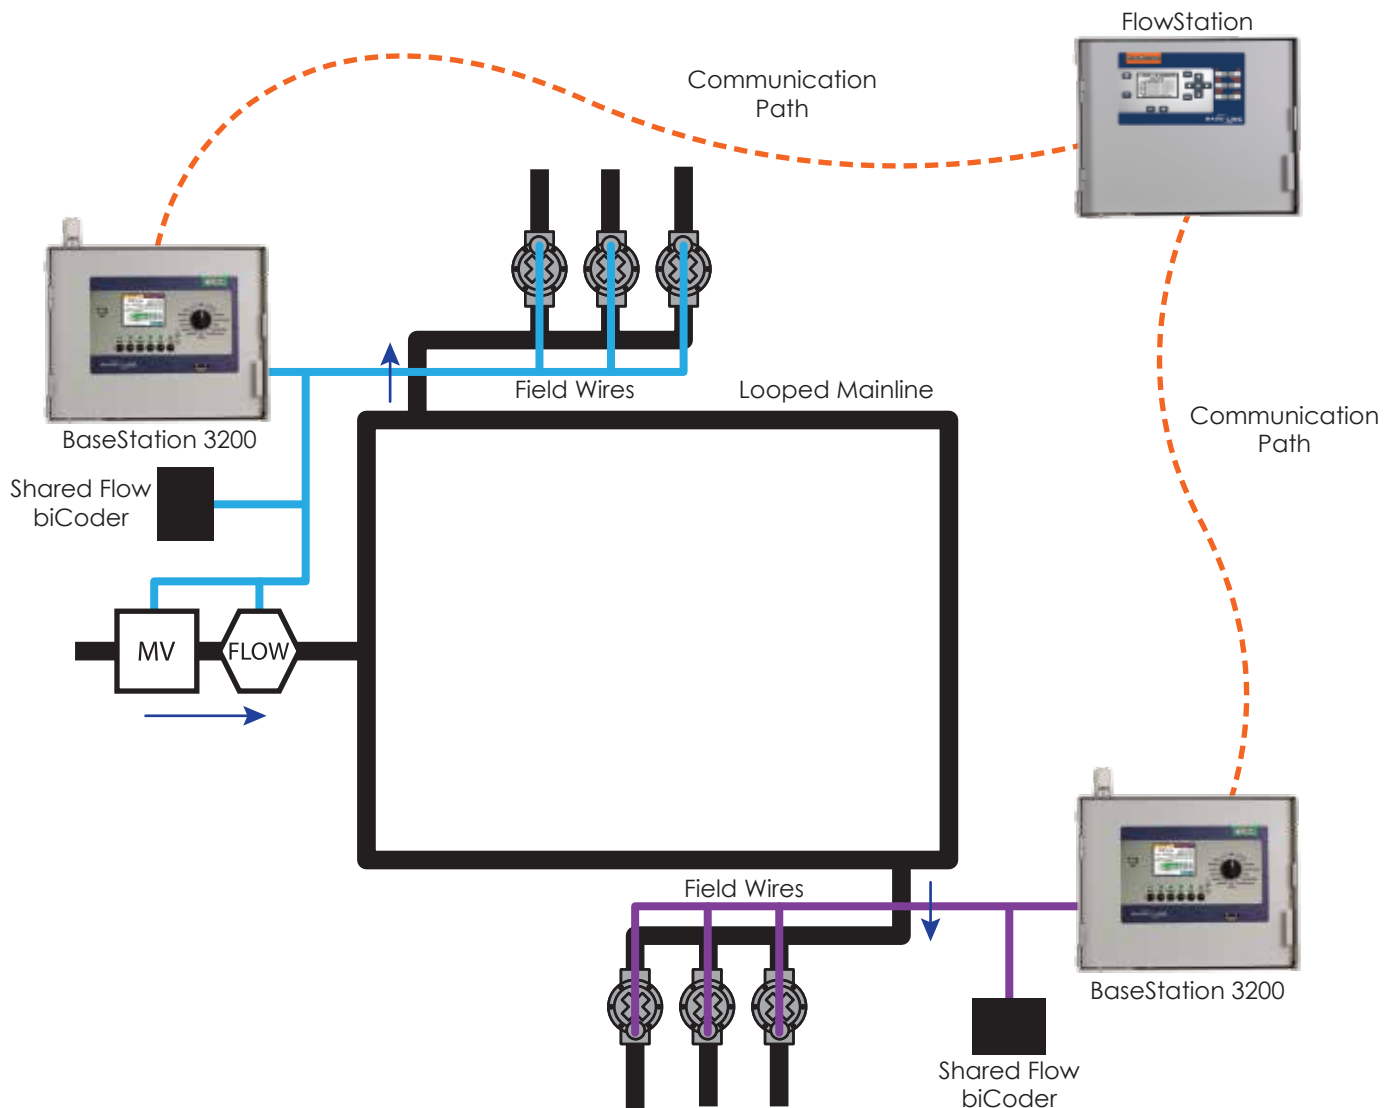 FlowStation
Communication
Path
BaseStation 3200
Field Wires
Looped Mainline
Communication
Path
Shared Flow
biCoder
MV
FLOW
Field Wires
BaseStation 3200
Shared Flow
biCoder